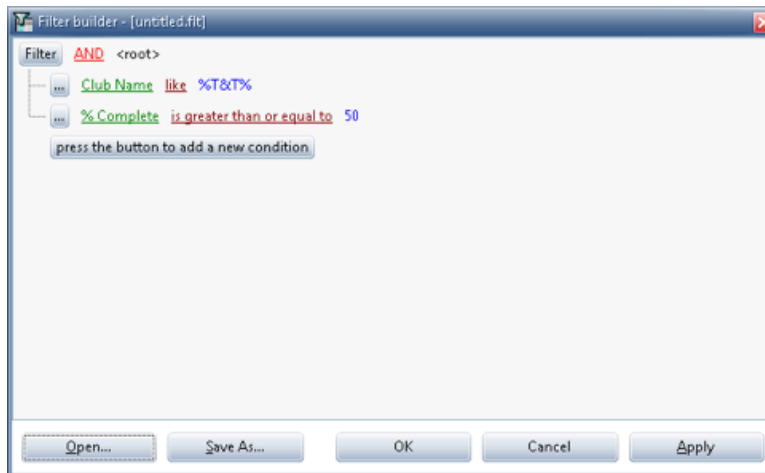 Filter builder - [untitled.flt]
Filter AND <root>
... Club Name like %T&T%
... % Complete is greater than or equal to 50
press the button to add a new condition
Open... Save As... OK Cancel Apply